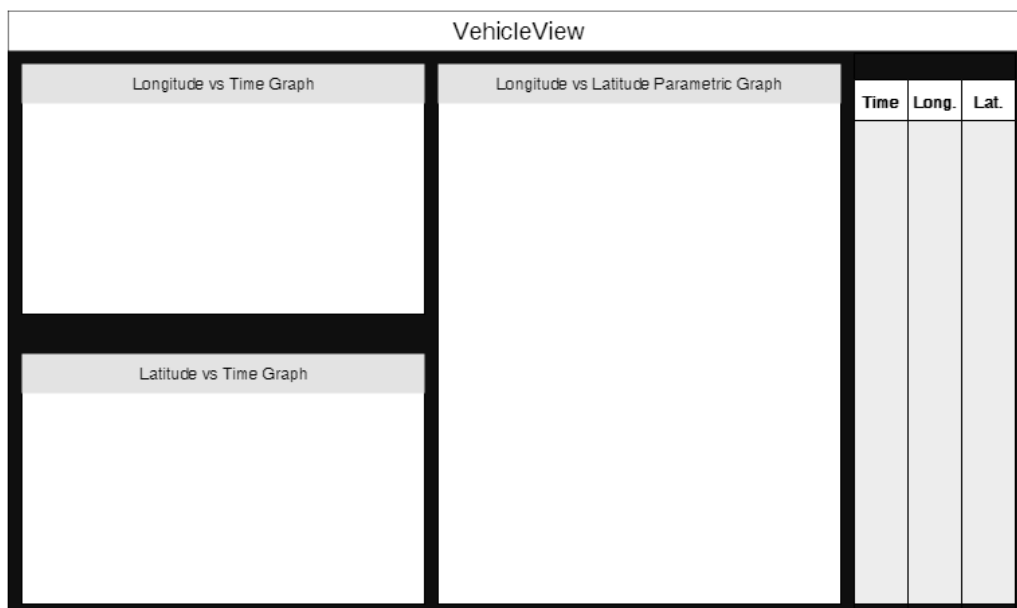 VehicleView
Longitude vs Time Graph
Longitude vs Latitude Parametric Graph
Time Long. Lat.
Latitude vs Time Graph